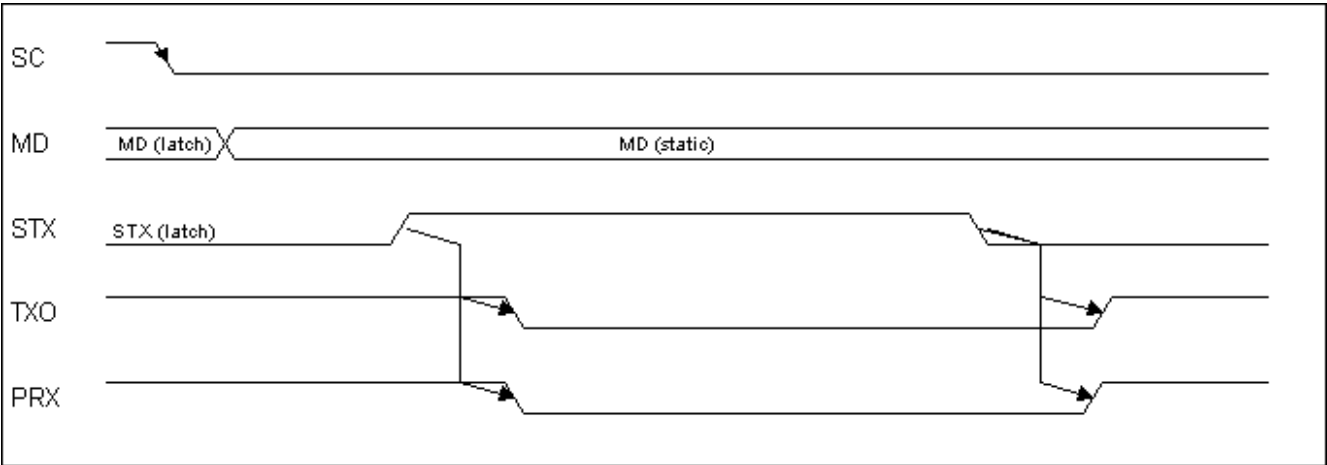 SC
MD
MD (latch)
MD (static)
STX
STX (latch)
TXO
PRX